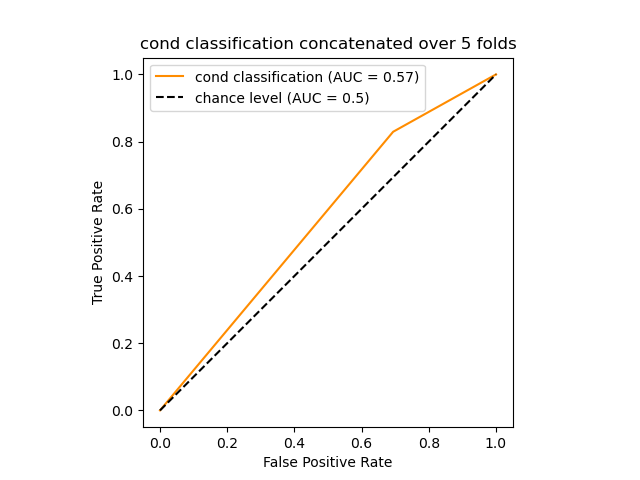 cond classification concatenated over 5 folds
cond classification (AUC = 0.57)
chance level (AUC = 0.5)
1.0
0.8
0.6
0.4
0.2
0.0
True Positive Rate
0.0 0.2 0.4 0.6 0.8 1.0
False Positive Rate